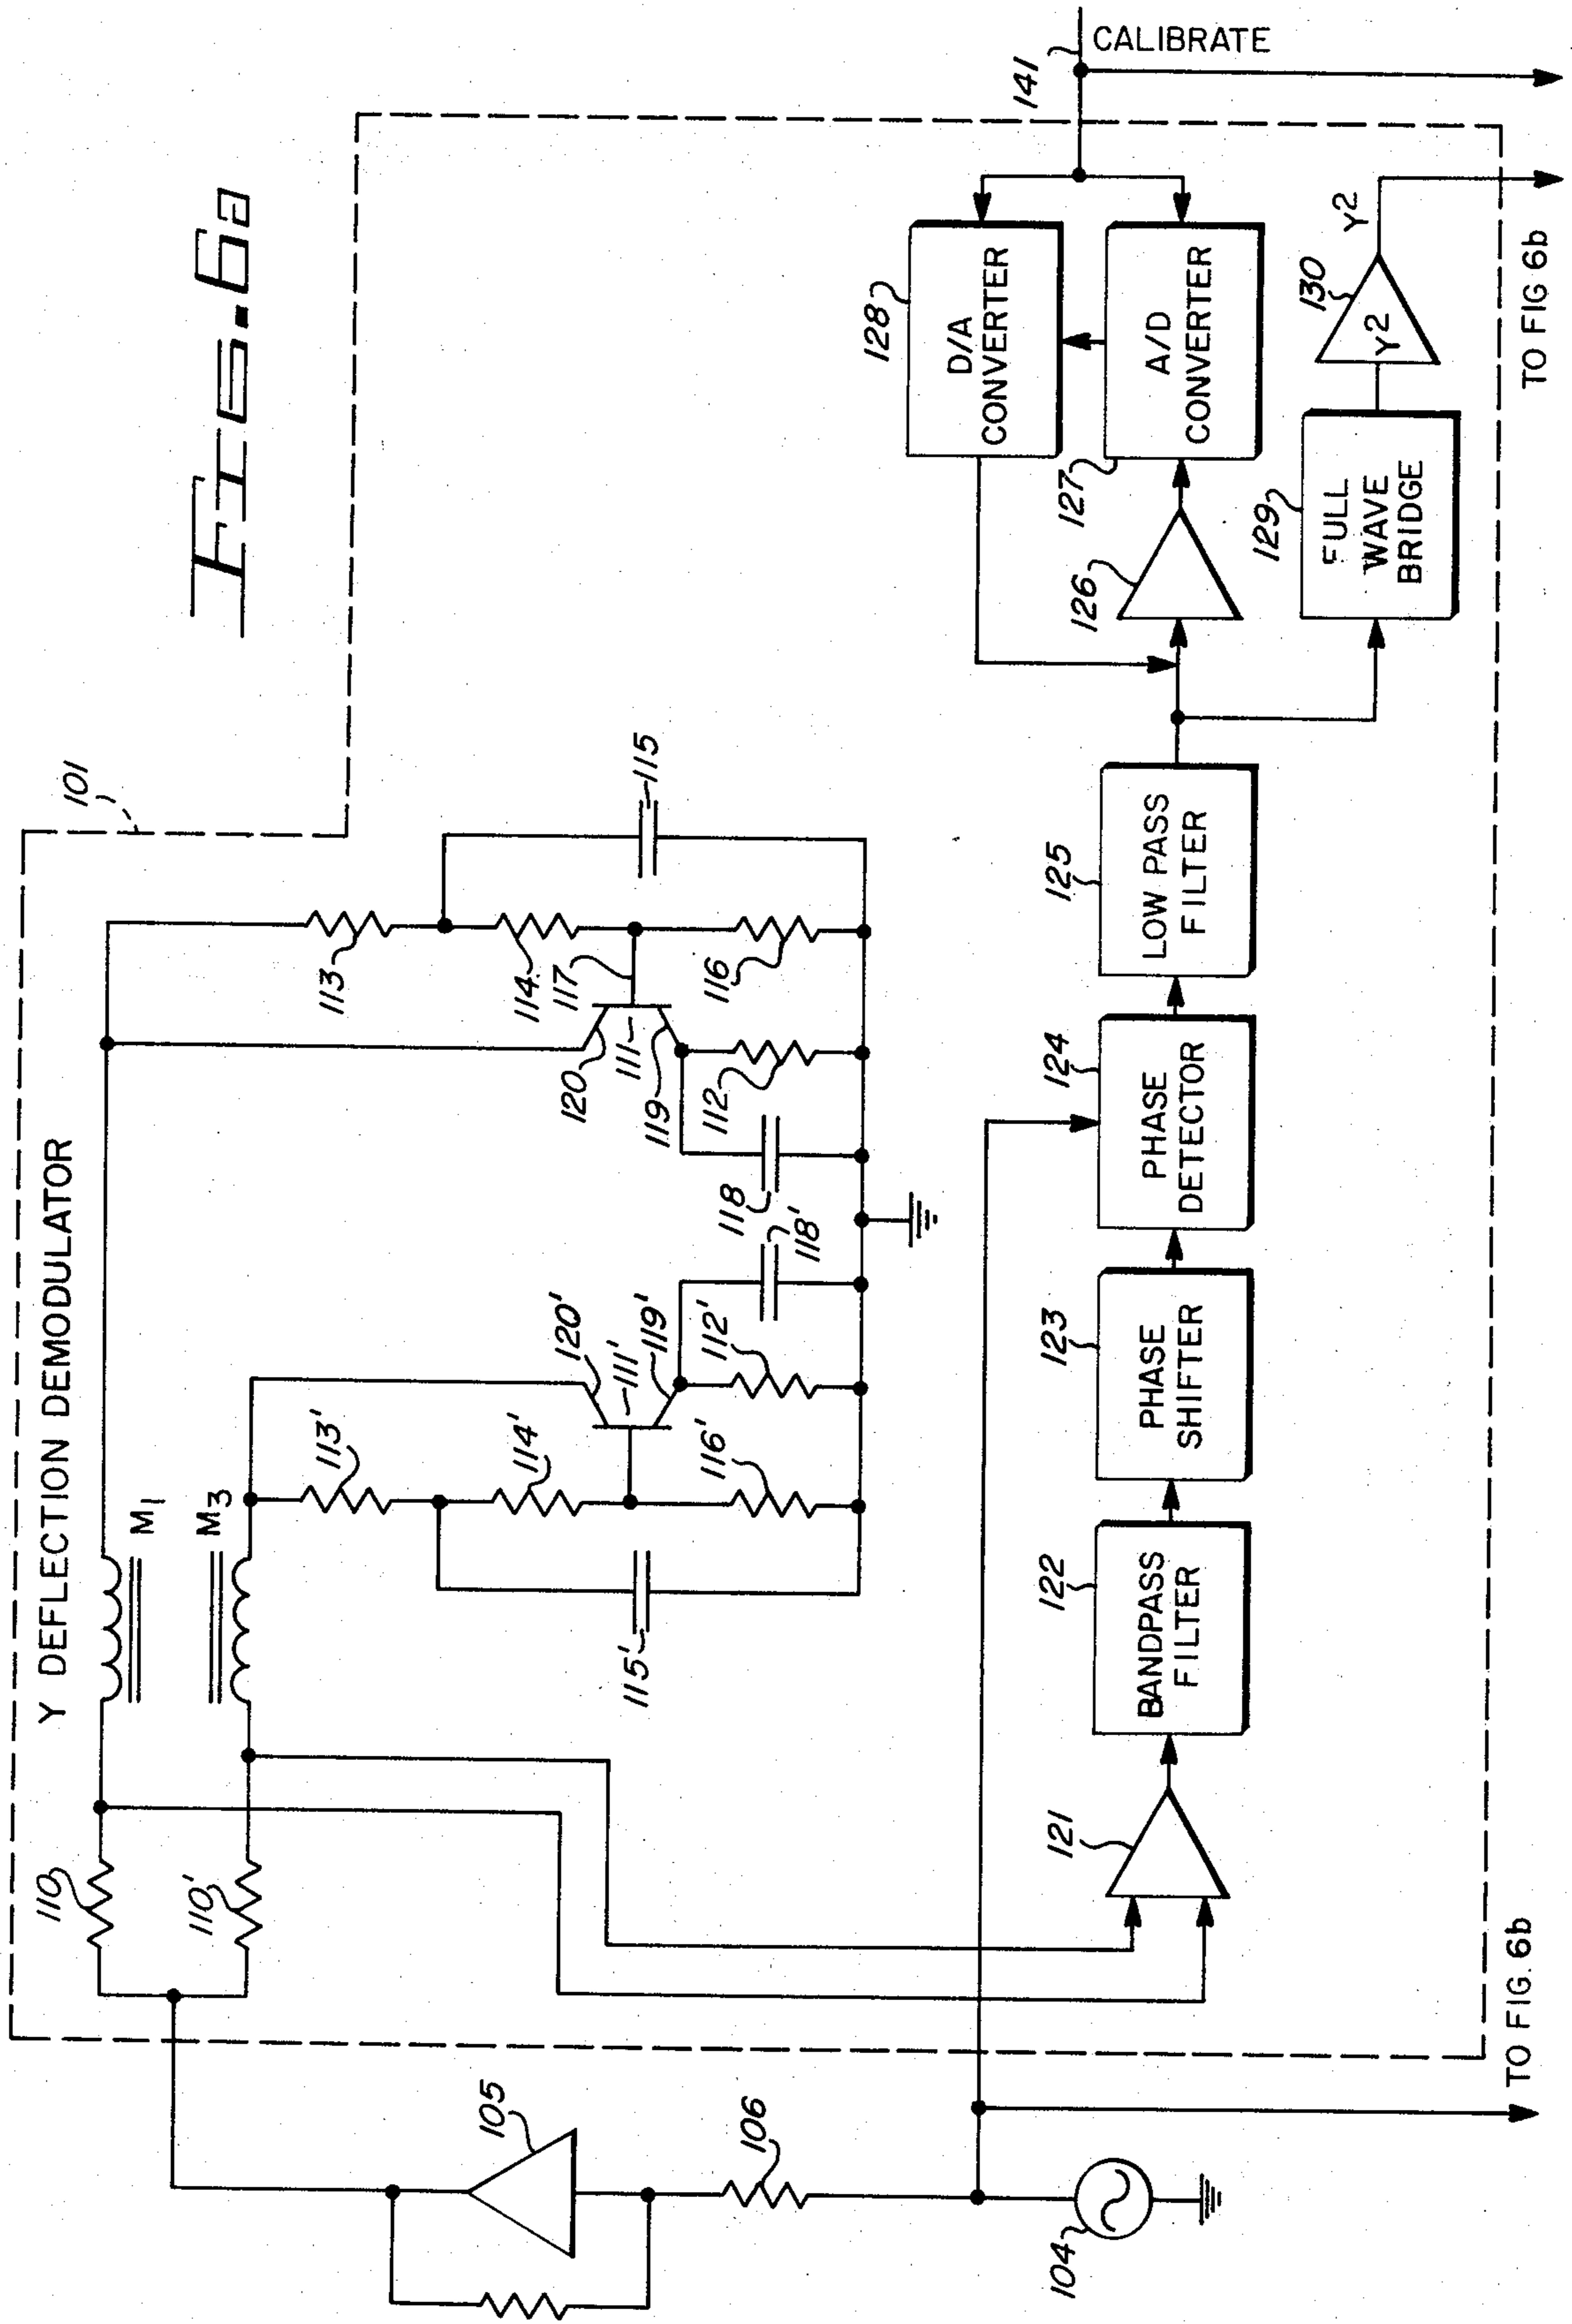 FIG. 6a
101
Y DEFLECTION DEMODULATOR
110
110'
M1
M3
113'
114'
115'
116'
120'
111'
119'
112'
118'
118
113
114
117
115
116
120
111
119
112
105
106
104
121
122
BANDPASS
FILTER
123
PHASE
SHIFTER
124
PHASE
DETECTOR
125
LOW PASS
FILTER
126
127
A/D
CONVERTER
128
D/A
CONVERTER
129
FULL
WAVE
BRIDGE
130
Y2
Y2
141
CALIBRATE
TO FIG. 6b
TO FIG 6b